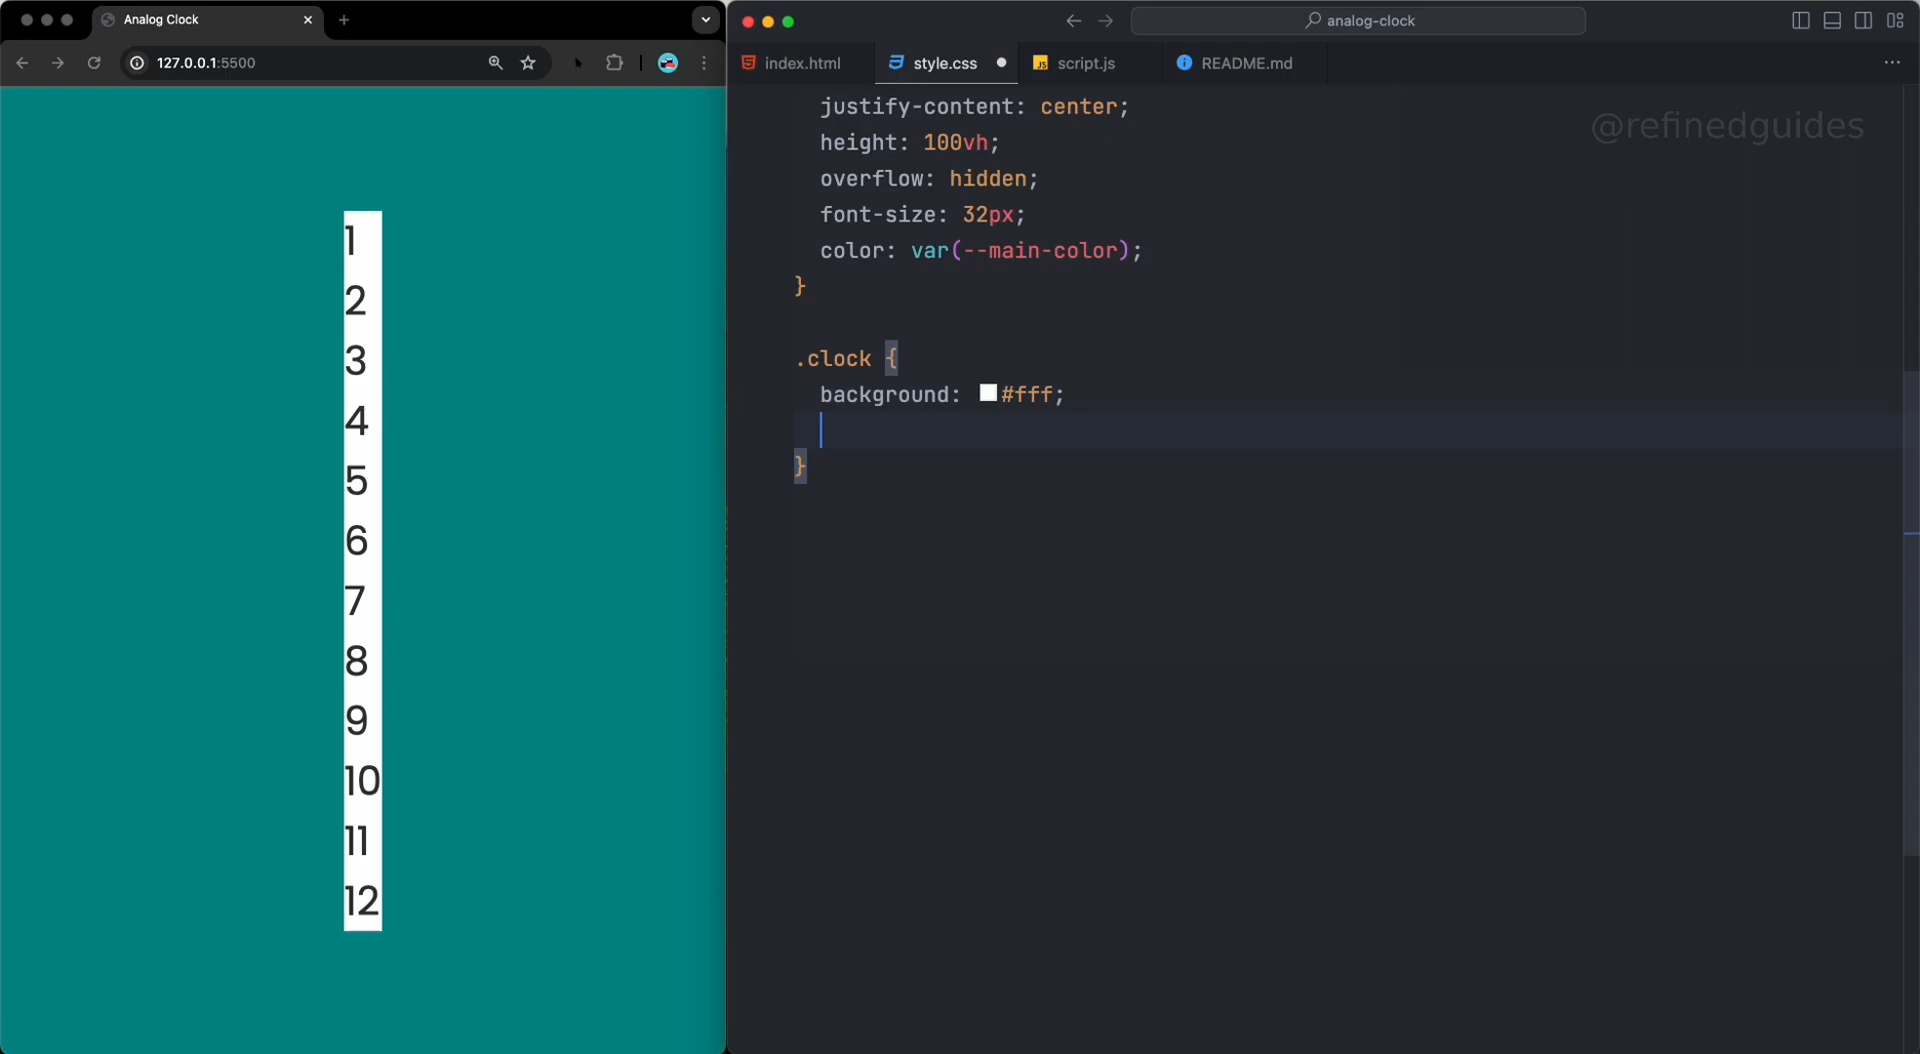 Analog Clock
127.0.0.1:5500
1
2
3
4
5
6
7
8
9
10
11
12
analog-clock
index.html
style.css
JS script.js
README.md
@refinedguides
justify-content: center;
height: 100vh;
overflow: hidden;
font-size: 32px;
color: var(--main-color);
}
.clock {
background: #fff;
}